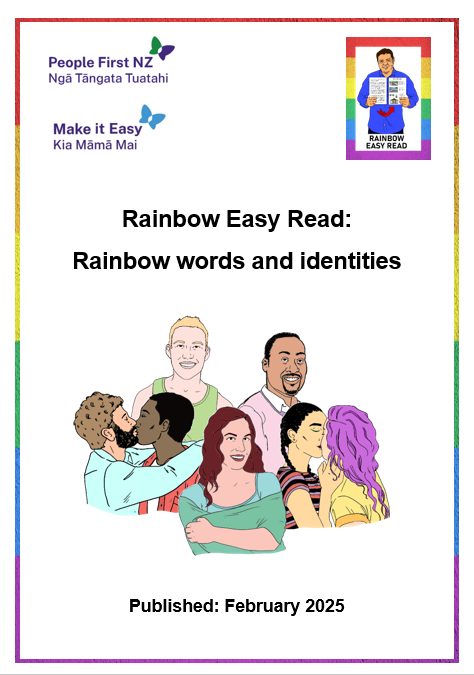 People First NZ
Ngā Tāngata Tuatahi
Make it Easy
Kia Māmā Mai
RAINBOW
EASY READ
Rainbow Easy Read:
Rainbow words and identities
Published: February 2025